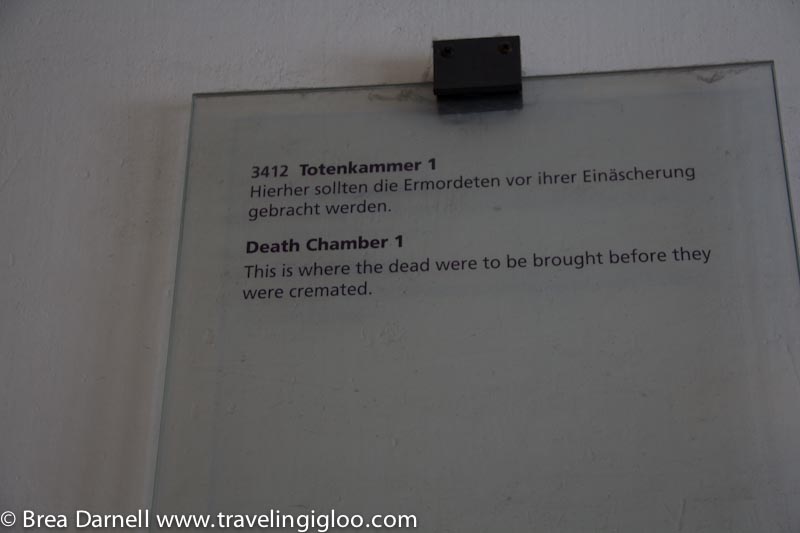 3412 Totenkammer 1
Hierher sollten die Ermordeten vor ihrer Einäscherung
gebracht werden.
Death Chamber 1
This is where the dead were to be brought before they
were cremated.
© Brea Darnell www.travelingigloo.com